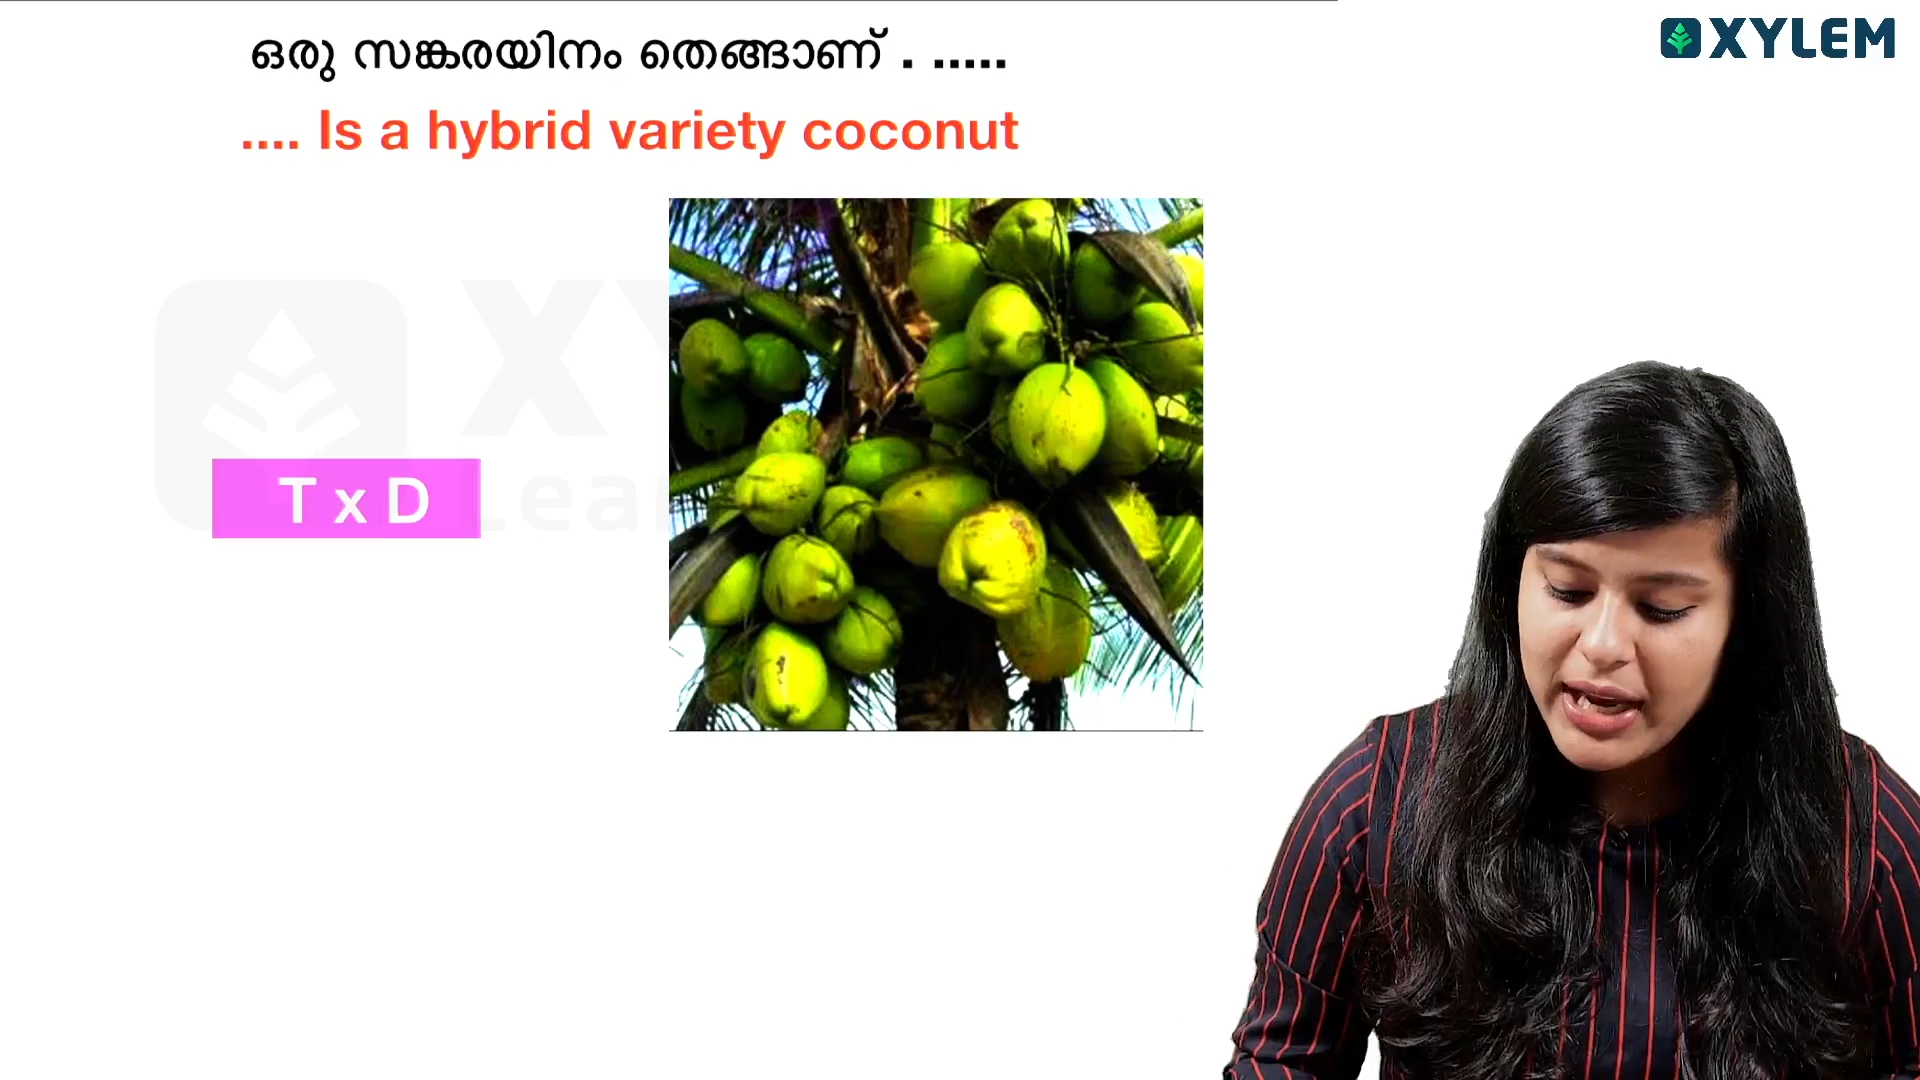 XYLEM
ഒരു സങ്കരയിനം തെങ്ങാണ് . .....
.... Is a hybrid variety coconut
T x D